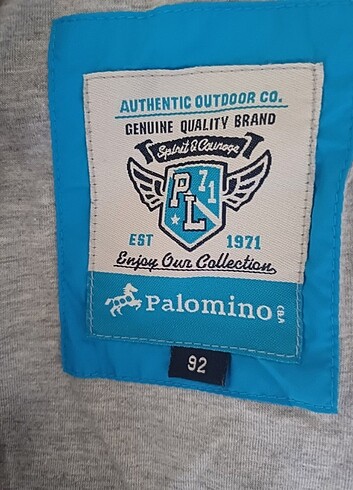 AUTHENTIC OUTDOOR CO.
GENUINE QUALITY BRAND
Spirit & Courage
71
PL
EST 1971
Enjoy Our Collection
Palomino C&A
92